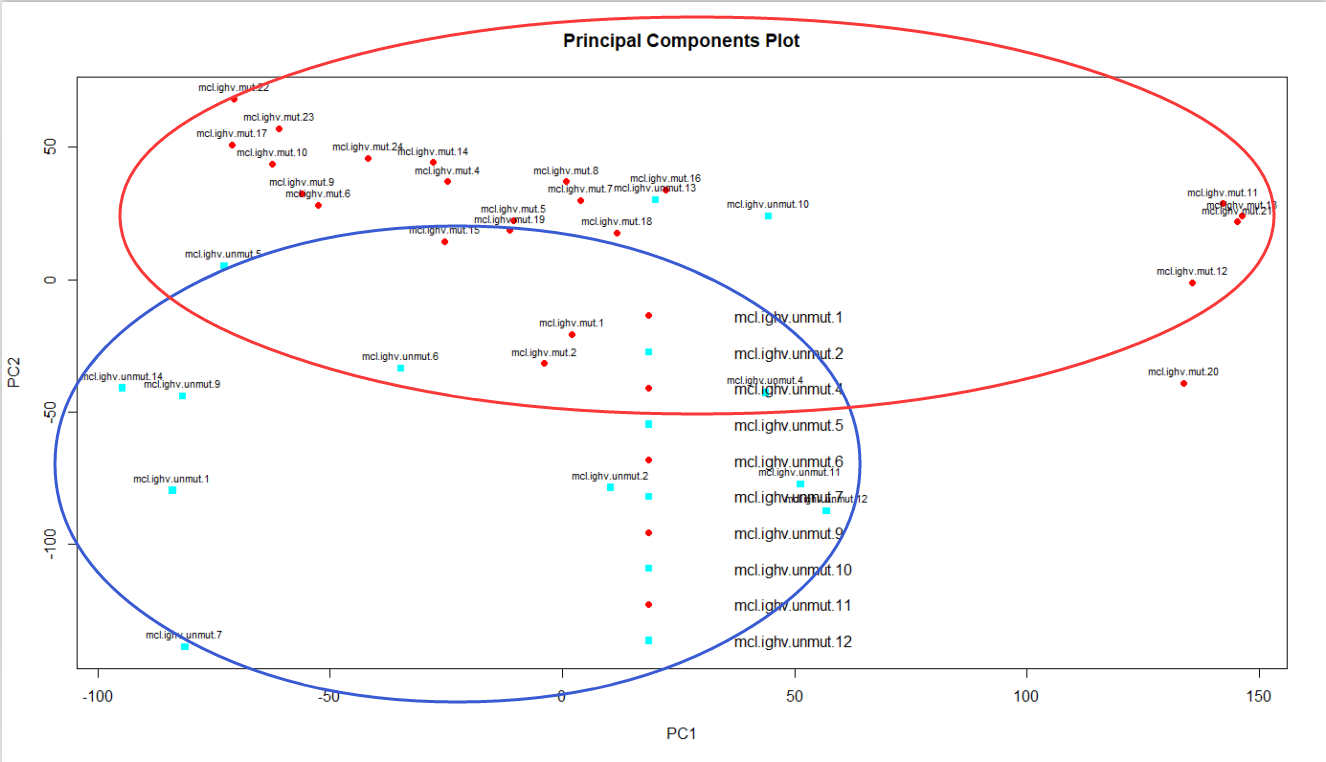 Principal Components Plot
mcl.ighv.mut.22
mcl.ighv.mut.23
mcl.ighv.mut.17
mcl.ighv.mut.10
mcl.ighv.mut.24
mcl.ighv.mut.14
mcl.ighv.mut.4
mcl.ighv.mut.9
mcl.ighv.mut.6
mcl.ighv.mut.8
mcl.ighv.mut.7
mcl.ighv.mut.16
mcl.ighv.unmut.13
mcl.ighv.unmut.10
mcl.ighv.mut.5
mcl.ighv.mut.19
mcl.ighv.mut.15
mcl.ighv.mut.18
mcl.ighv.mut.11
mcl.ighv.mut.21
mcl.ighv.unmut.5
mcl.ighv.mut.12
mcl.ighv.mut.1
mcl.ighv.mut.2
mcl.ighv.unmut.6
mcl.ighv.unmut.14
mcl.ighv.unmut.9
mcl.ighv.unmut.4
mcl.ighv.mut.20
mcl.ighv.unmut.1
mcl.ighv.unmut.2
mcl.ighv.unmut.11
mcl.ighv.unmut.12
mcl.ighv.unmut.7
mcl.ighv.unmut.1
mcl.ighv.unmut.2
mcl.ighv.unmut.4
mcl.ighv.unmut.5
mcl.ighv.unmut.6
mcl.ighv.unmut.7
mcl.ighv.unmut.9
mcl.ighv.unmut.10
mcl.ighv.unmut.11
mcl.ighv.unmut.12
50
0
-50
-100
PC2
-100
-50
0
50
100
150
PC1